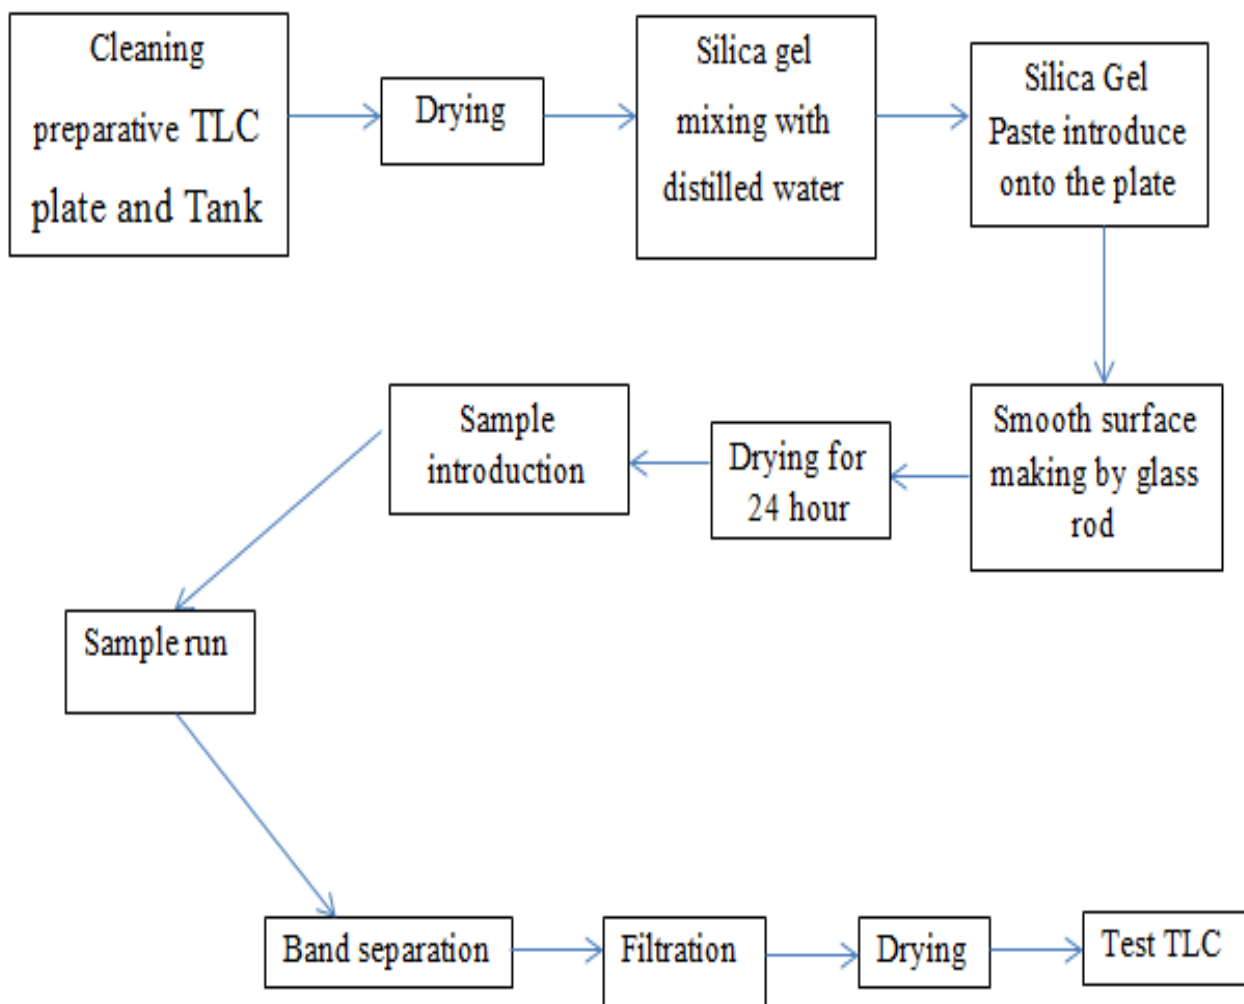 Cleaning
preparative TLC
plate and Tank
Drying
Silica gel
mixing with
distilled water
Silica Gel
Paste introduce
onto the plate
Smooth surface
making by glass
rod
Drying for
24 hour
Sample
introduction
Sample run
Band separation
Filtration
Drying
Test TLC